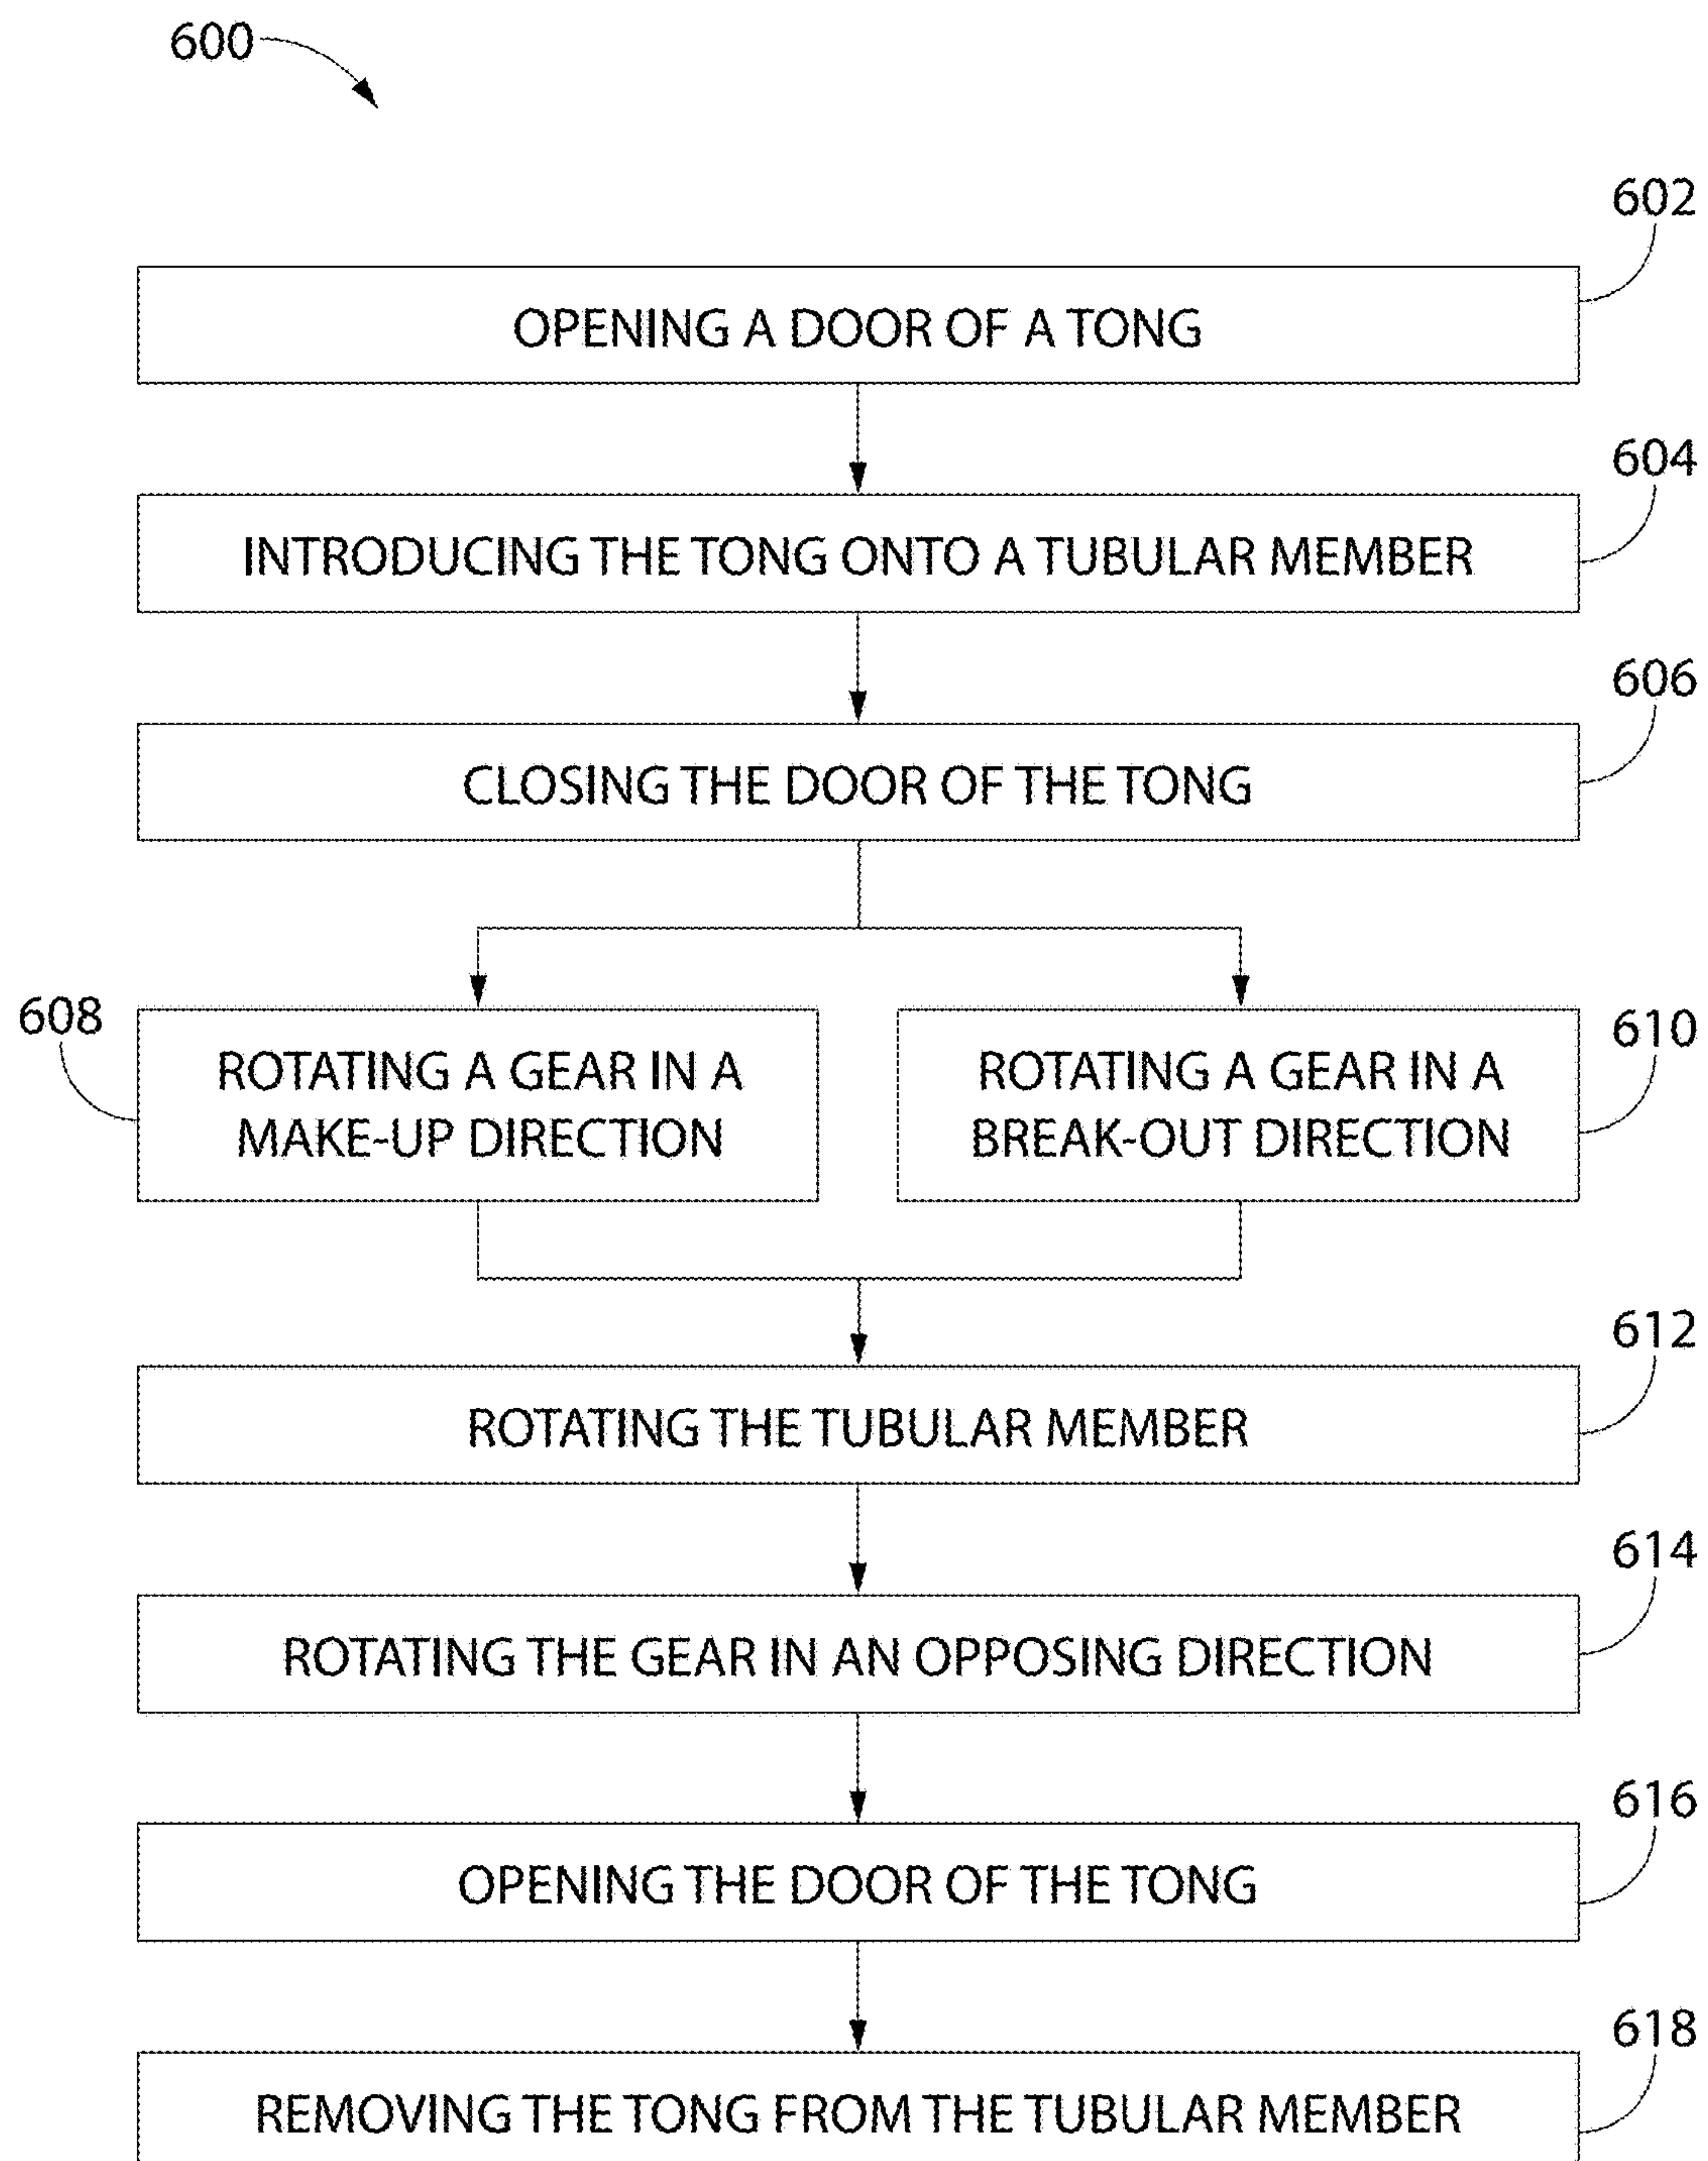 600
602
OPENING A DOOR OF A TONG
604
INTRODUCING THE TONG ONTO A TUBULAR MEMBER
606
CLOSING THE DOOR OF THE TONG
608
ROTATING A GEAR IN A
MAKE-UP DIRECTION
610
ROTATING A GEAR IN A
BREAK-OUT DIRECTION
612
ROTATING THE TUBULAR MEMBER
614
ROTATING THE GEAR IN AN OPPOSING DIRECTION
616
OPENING THE DOOR OF THE TONG
618
REMOVING THE TONG FROM THE TUBULAR MEMBER